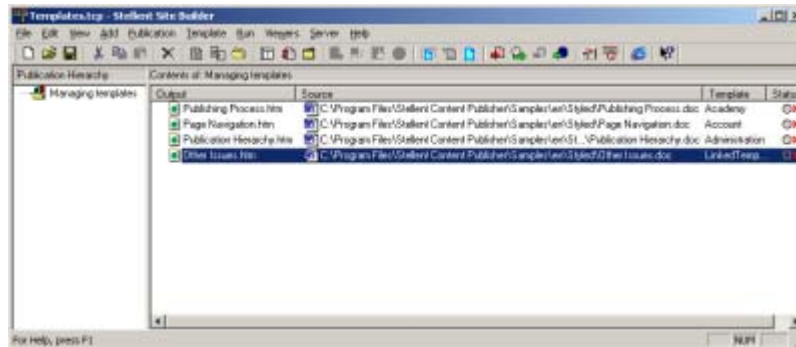 Templates.tcp - Stellent Site Builder
File Edit View Add Publication Template Run Viewers Server Help
Publication Hierarchy Contents of: Managing templates
Managing templates
Output Source Template Status
Publishing Process.htm C:\Program Files\Stellent Content Publisher\Samples\en\Styled\Publishing Process.doc Academy
Page Navigation.htm C:\Program Files\Stellent Content Publisher\Samples\en\Styled\Page Navigation.doc Account
Publication Hierarchy.htm C:\Program Files\Stellent Content Publisher\Samples\en\St...\Publication Hierarchy.doc Administration
Other Issues.htm C:\Program Files\Stellent Content Publisher\Samples\en\Styled\Other Issues.doc LinkedTemp...
For Help, press F1 NUM